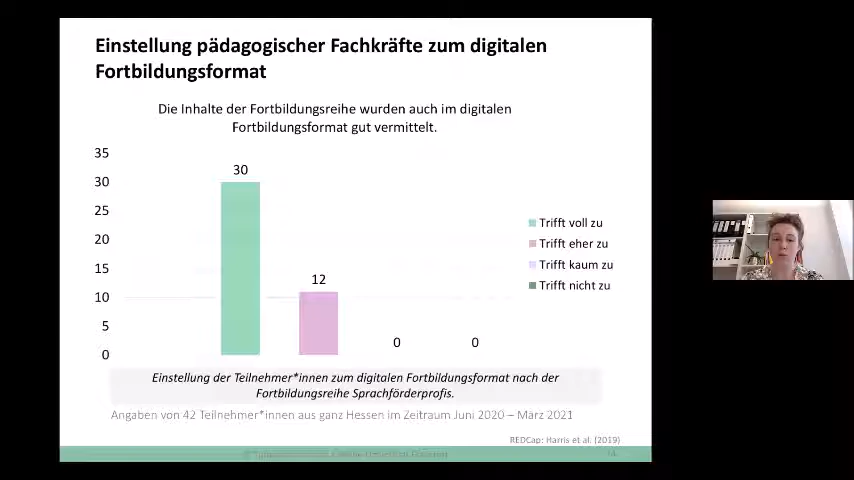 Einstellung pädagogischer Fachkräfte zum digitalen
Fortbildungsformat
Die Inhalte der Fortbildungsreihe wurden auch im digitalen
Fortbildungsformat gut vermittelt.
35
30
25
20
15
10
5
0
30
12
0
0
Trifft voll zu
Trifft eher zu
Trifft kaum zu
Trifft nicht zu
Einstellung der Teilnehmer*innen zum digitalen Fortbildungsformat nach der
Fortbildungsreihe Sprachförderprofis.
Angaben von 42 Teilnehmer*innen aus ganz Hessen im Zeitraum Juni 2020 – März 2021
REDCap: Harris et al. (2019)
14